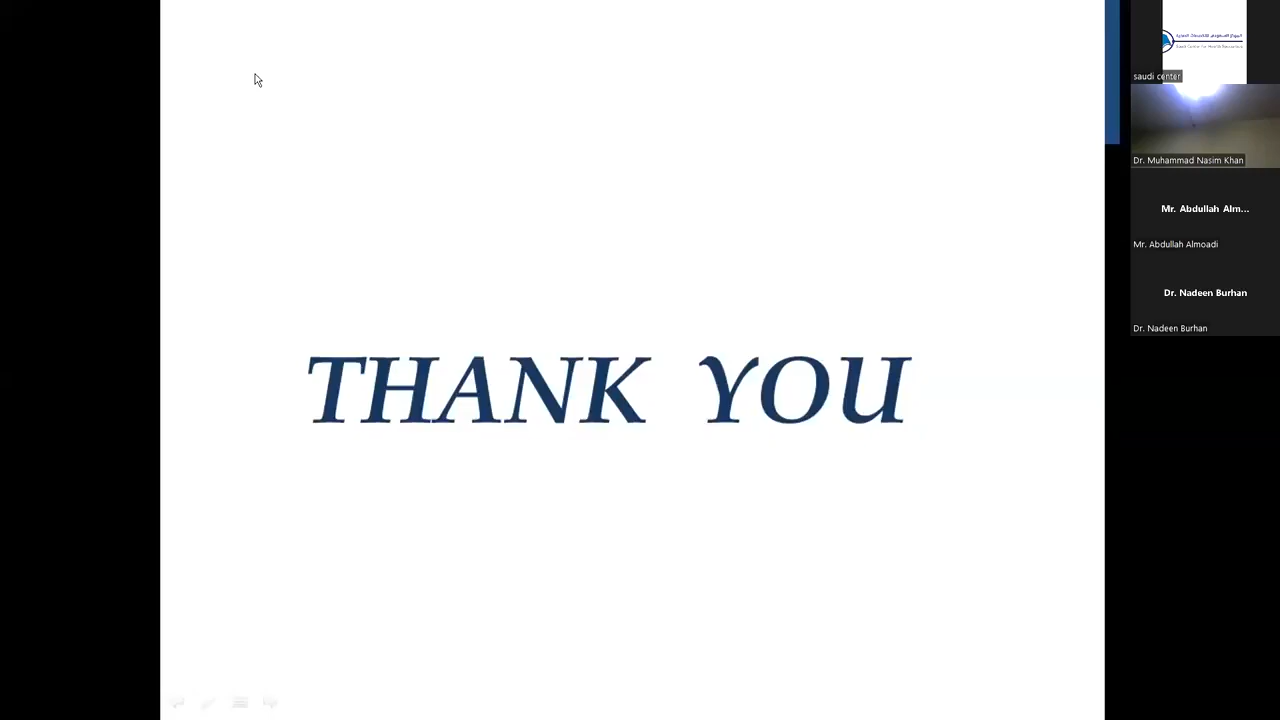 THANK YOU
saudi center
Dr. Muhammad Nasim Khan
Mr. Abdullah Alm...
Mr. Abdullah Almoadi
Dr. Nadeen Burhan
Dr. Nadeen Burhan